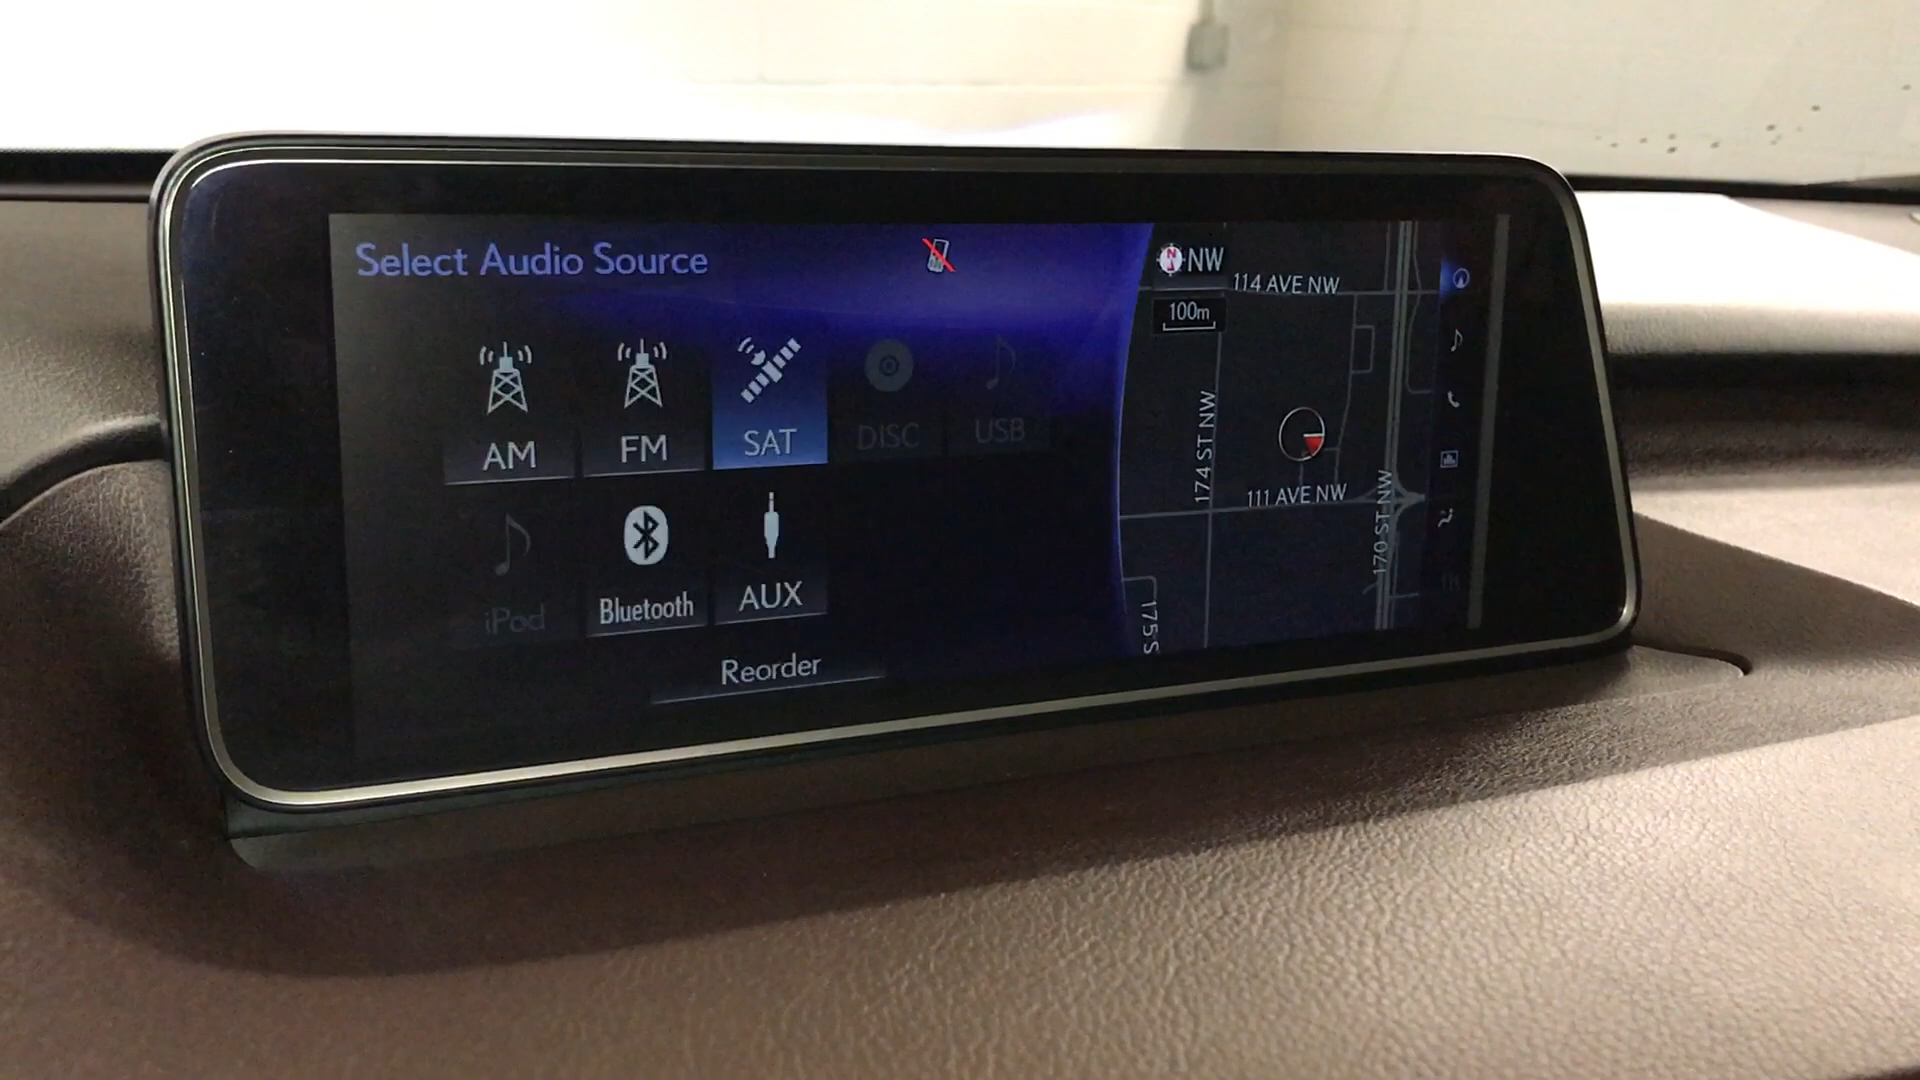 Select Audio Source
AM
FM
SAT
DISC
USB
iPod
Bluetooth
AUX
Reorder
N NW
114 AVE NW
100m
174 ST NW
111 AVE NW
170 ST NW
175 S